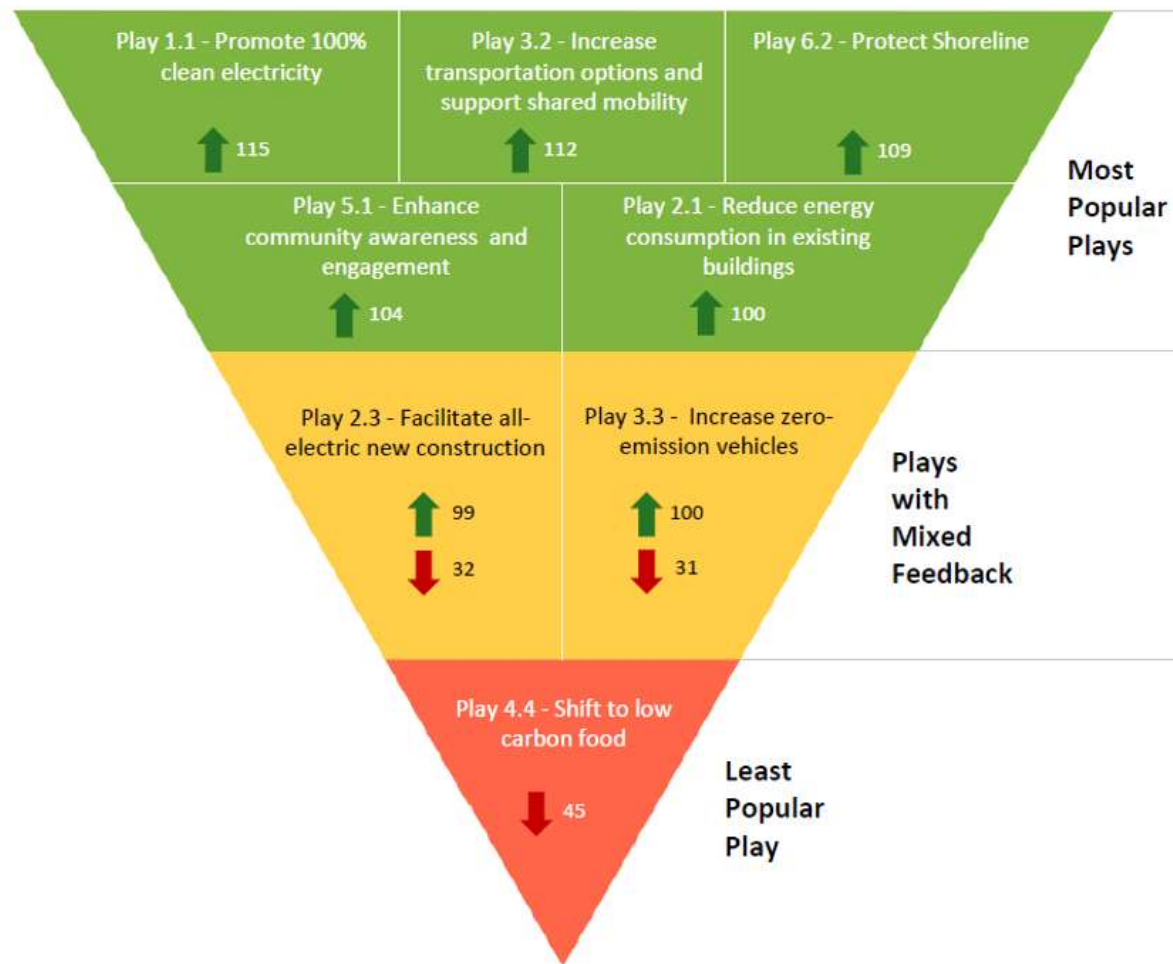 Play 1.1 - Promote 100%
clean electricity
115
Play 3.2 - Increase
transportation options and
support shared mobility
112
Play 6.2 - Protect Shoreline
109
Play 5.1 - Enhance
community awareness and
engagement
104
Play 2.1 - Reduce energy
consumption in existing
buildings
100
Most
Popular
Plays
Play 2.3 - Facilitate all-
electric new construction
99
32
Play 3.3 - Increase zero-
emission vehicles
100
31
Plays
with
Mixed
Feedback
Play 4.4 - Shift to low
carbon food
45
Least
Popular
Play